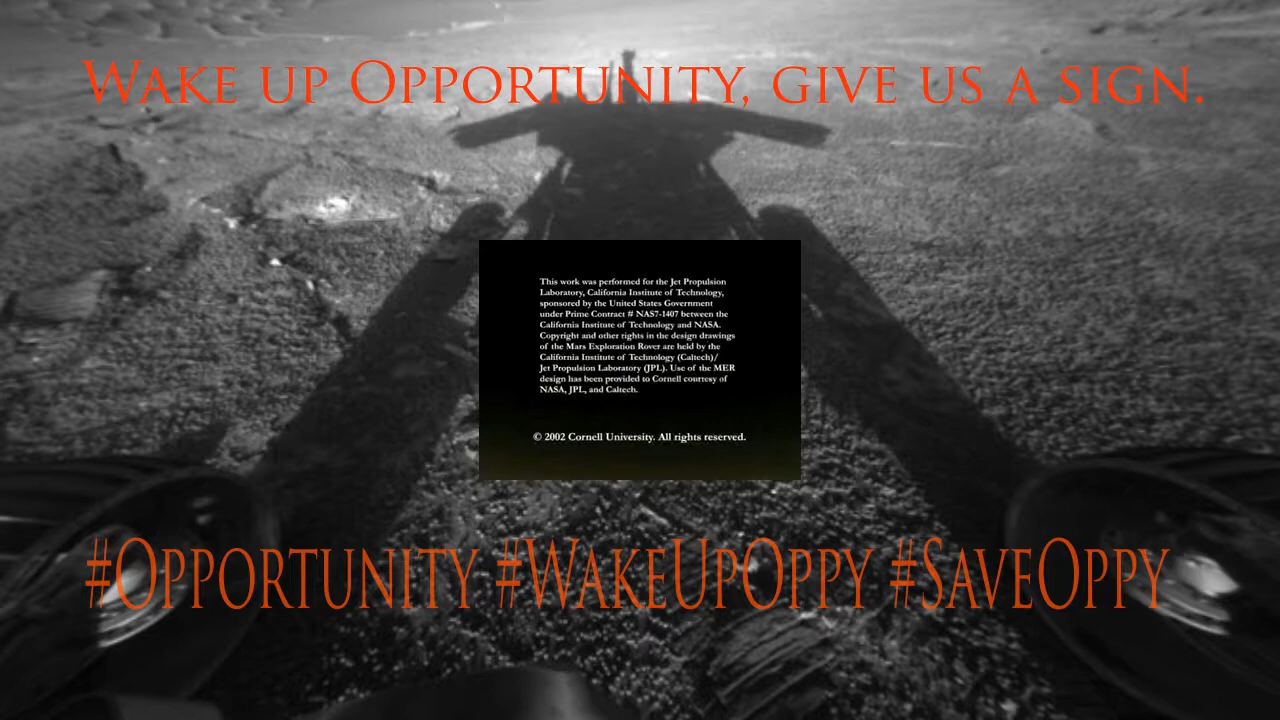 Wake up Opportunity, give us a sign.
This work was performed for the Jet Propulsion
Laboratory, California Institute of Technology,
sponsored by the United States Government
under Prime Contract # NAS7-1407 between the
California Institute of Technology and NASA.
Copyright and other rights in the design drawings
of the Mars Exploration Rover are held by the
California Institute of Technology (Caltech)/
Jet Propulsion Laboratory (JPL). Use of the MER
design has been provided to Cornell courtesy of
NASA, JPL, and Caltech.
© 2002 Cornell University. All rights reserved.
#Opportunity #WakeUpOppy #SaveOppy